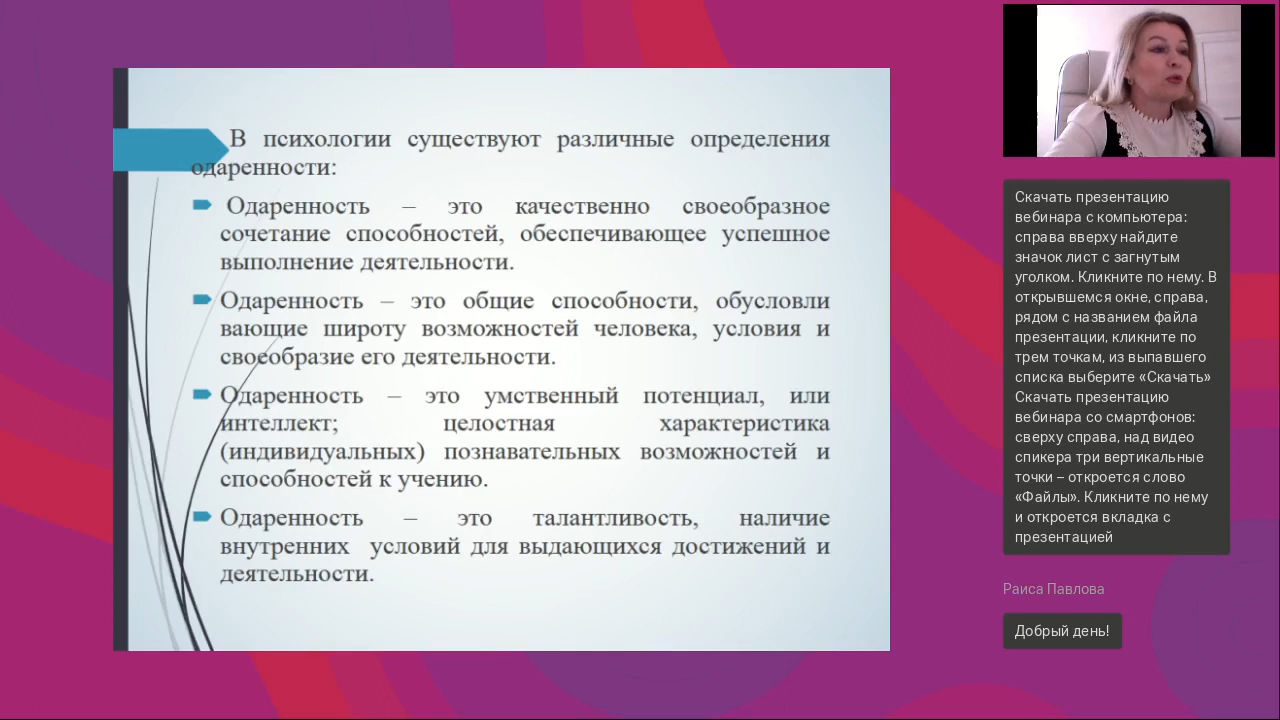 В психологии существуют различные определения
одаренности:
Одаренность – это качественно своеобразное
сочетание способностей, обеспечивающее успешное
выполнение деятельности.
Одаренность – это общие способности, обусловли
вающие широту возможностей человека, условия и
своеобразие его деятельности.
Одаренность – это умственный потенциал, или
интеллект; целостная характеристика
(индивидуальных) познавательных возможностей и
способностей к учению.
Одаренность – это талантливость, наличие
внутренних условий для выдающихся достижений и
деятельности.
Скачать презентацию
вебинара с компьютера:
справа вверху найдите
значок лист с загнутым
уголком. Кликните по нему. В
открывшемся окне, справа,
рядом с названием файла
презентации, кликните по
трем точкам, из выпавшего
списка выберите «Скачать»
Скачать презентацию
вебинара со смартфонов:
сверху справа, над видео
спикера три вертикальные
точки – откроется слово
«Файлы». Кликните по нему
и откроется вкладка с
презентацией
Раиса Павлова
Добрый день!